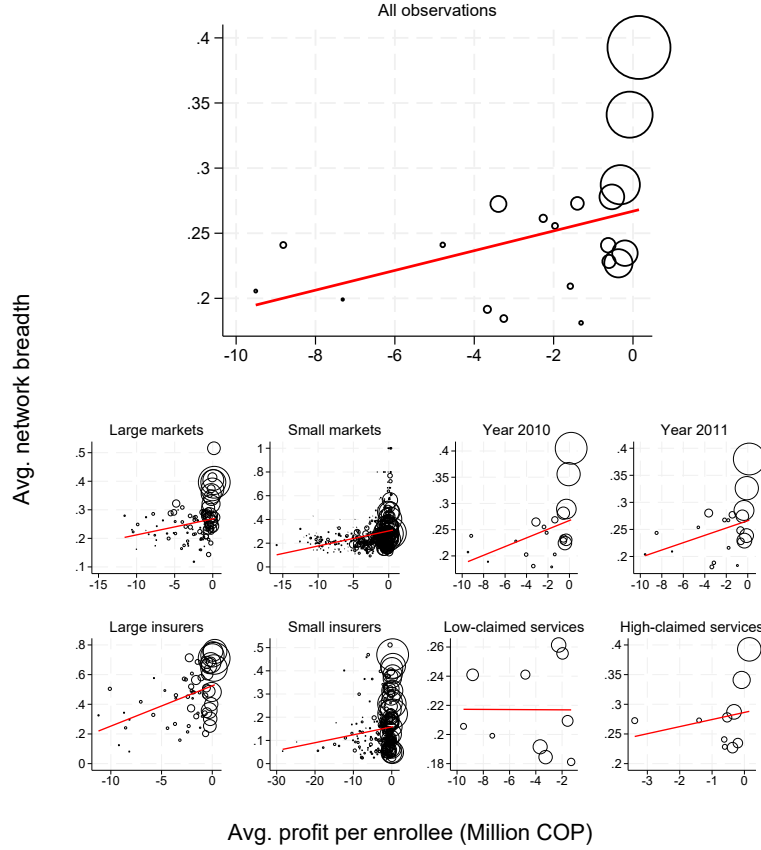 All observations
.4
.35
.3
.25
.2
-10 -8 -6 -4 -2 0
Avg. network breadth
Large markets
.5
.4
.3
.2
.1
-15 -10 -5 0
Small markets
1
.8
.6
.4
.2
0
-15 -10 -5 0
Year 2010
.4
.35
.3
.25
.2
-10 -8 -6 -4 -2 0
Year 2011
.4
.35
.3
.25
.2
-10 -8 -6 -4 -2 0
Large insurers
.8
.6
.4
.2
0
-10 -5 0
Small insurers
.5
.4
.3
.2
.1
0
-30 -20 -10 0
Low-claimed services
.26
.24
.22
.2
.18
-10 -8 -6 -4 -2
High-claimed services
.4
.35
.3
.25
.2
-3 -2 -1 0
Avg. profit per enrollee (Million COP)